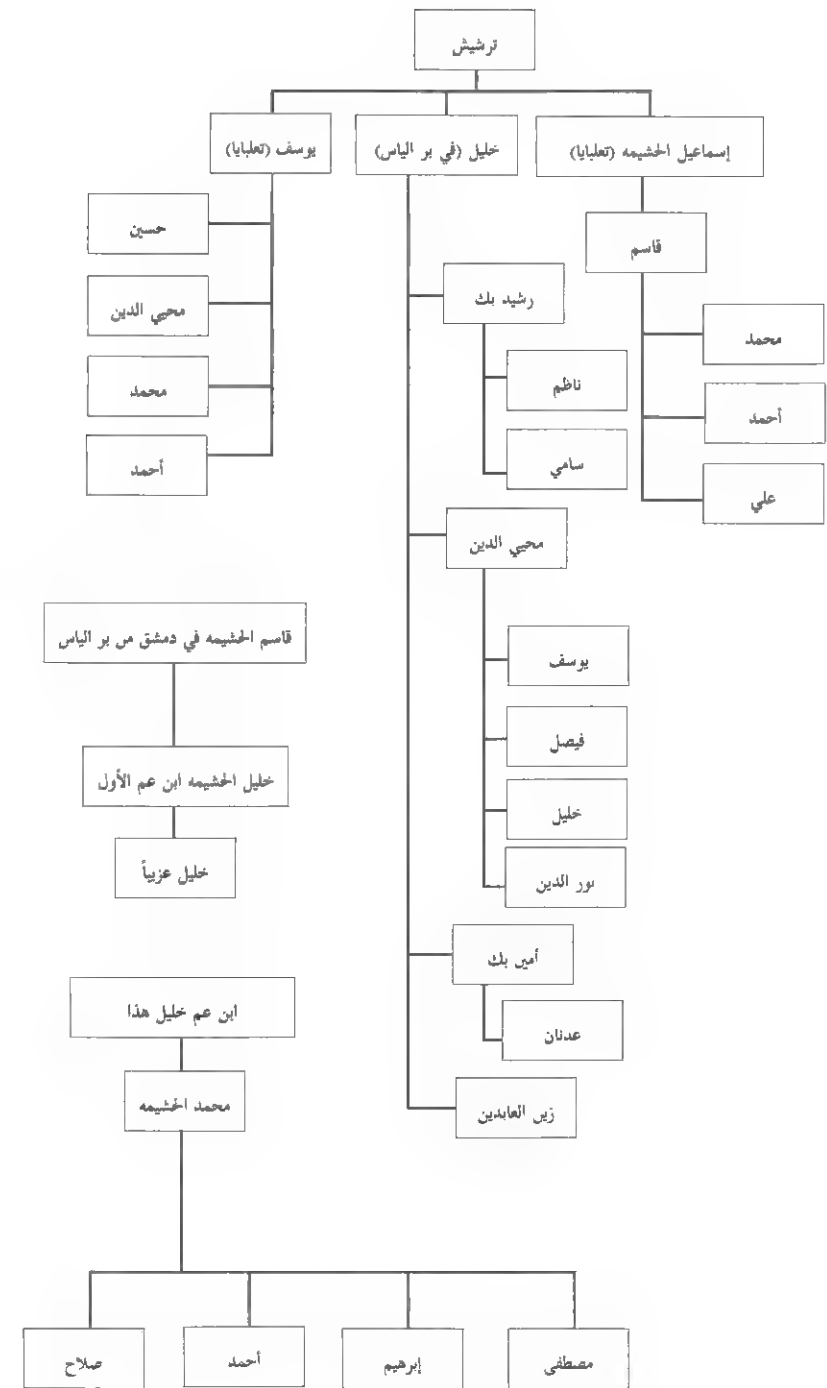 ترشيش
إسماعيل الحشيمه (تعلبايا)
خليل (في بر الياس)
يوسف (تعلبايا)
قاسم
محمد
أحمد
علي
رشيد بك
ناظم
سامي
محيي الدين
يوسف
فيصل
خليل
نور الدين
أمين بك
عدنان
زين العابدين
حسين
محيي الدين
محمد
أحمد
قاسم الحشيمه في دمشق من بر الياس
خليل الحشيمه ابن عم الأول
خليل عزيباً
ابن عم خليل هذا
محمد الحشيمه
مصطفى
إبرهيم
أحمد
صلاح